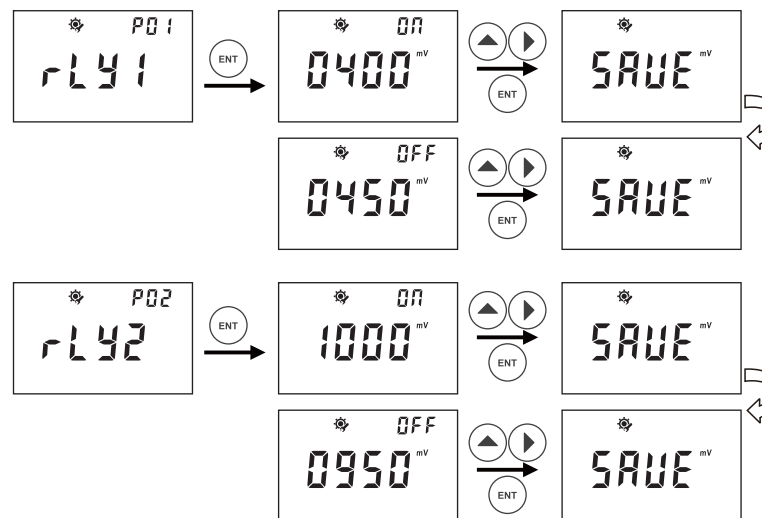 P01
rLY1
ENT
ON
0400 mV
ENT
SAVE mV
OFF
0450 mV
ENT
SAVE mV
P02
rLY2
ENT
ON
1000 mV
ENT
SAVE mV
OFF
0950 mV
ENT
SAVE mV